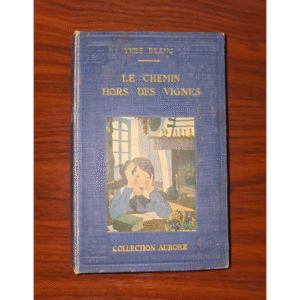 YVES BLANC
LE CHEMIN
HORS DES VIGNES
COLLECTION AURORE